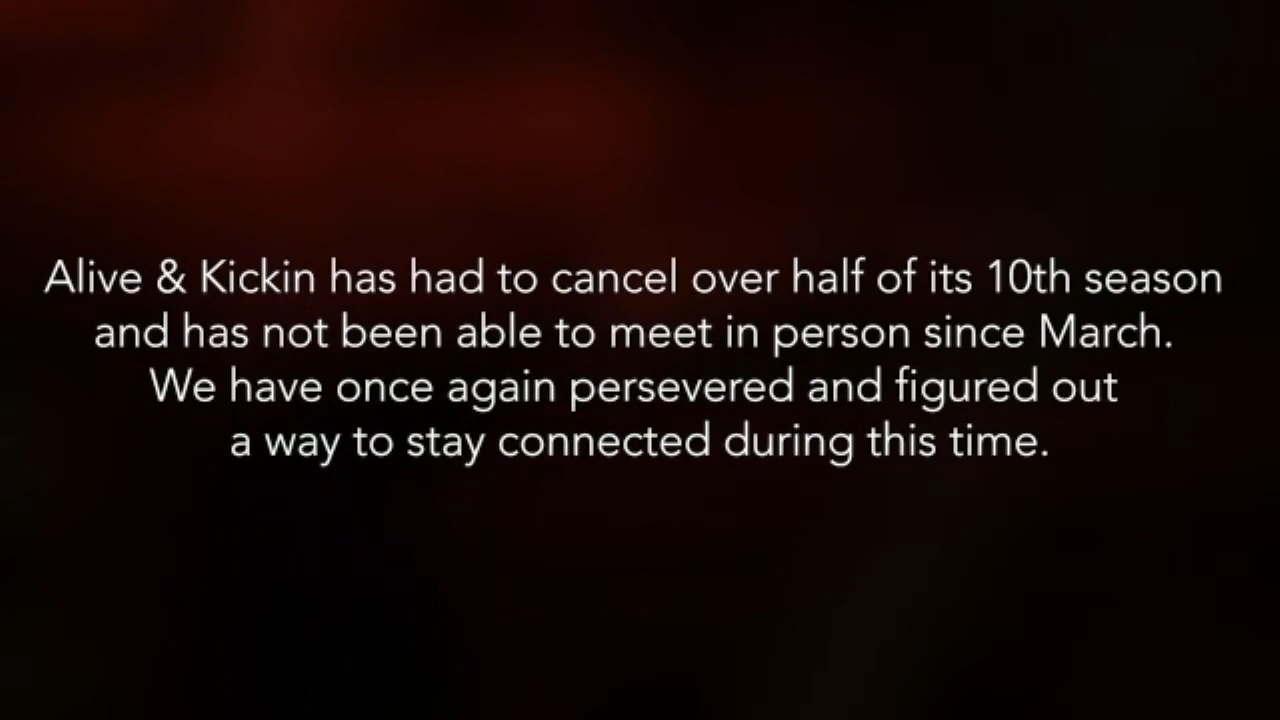 Alive & Kickin has had to cancel over half of its 10th season
and has not been able to meet in person since March.
We have once again persevered and figured out
a way to stay connected during this time.